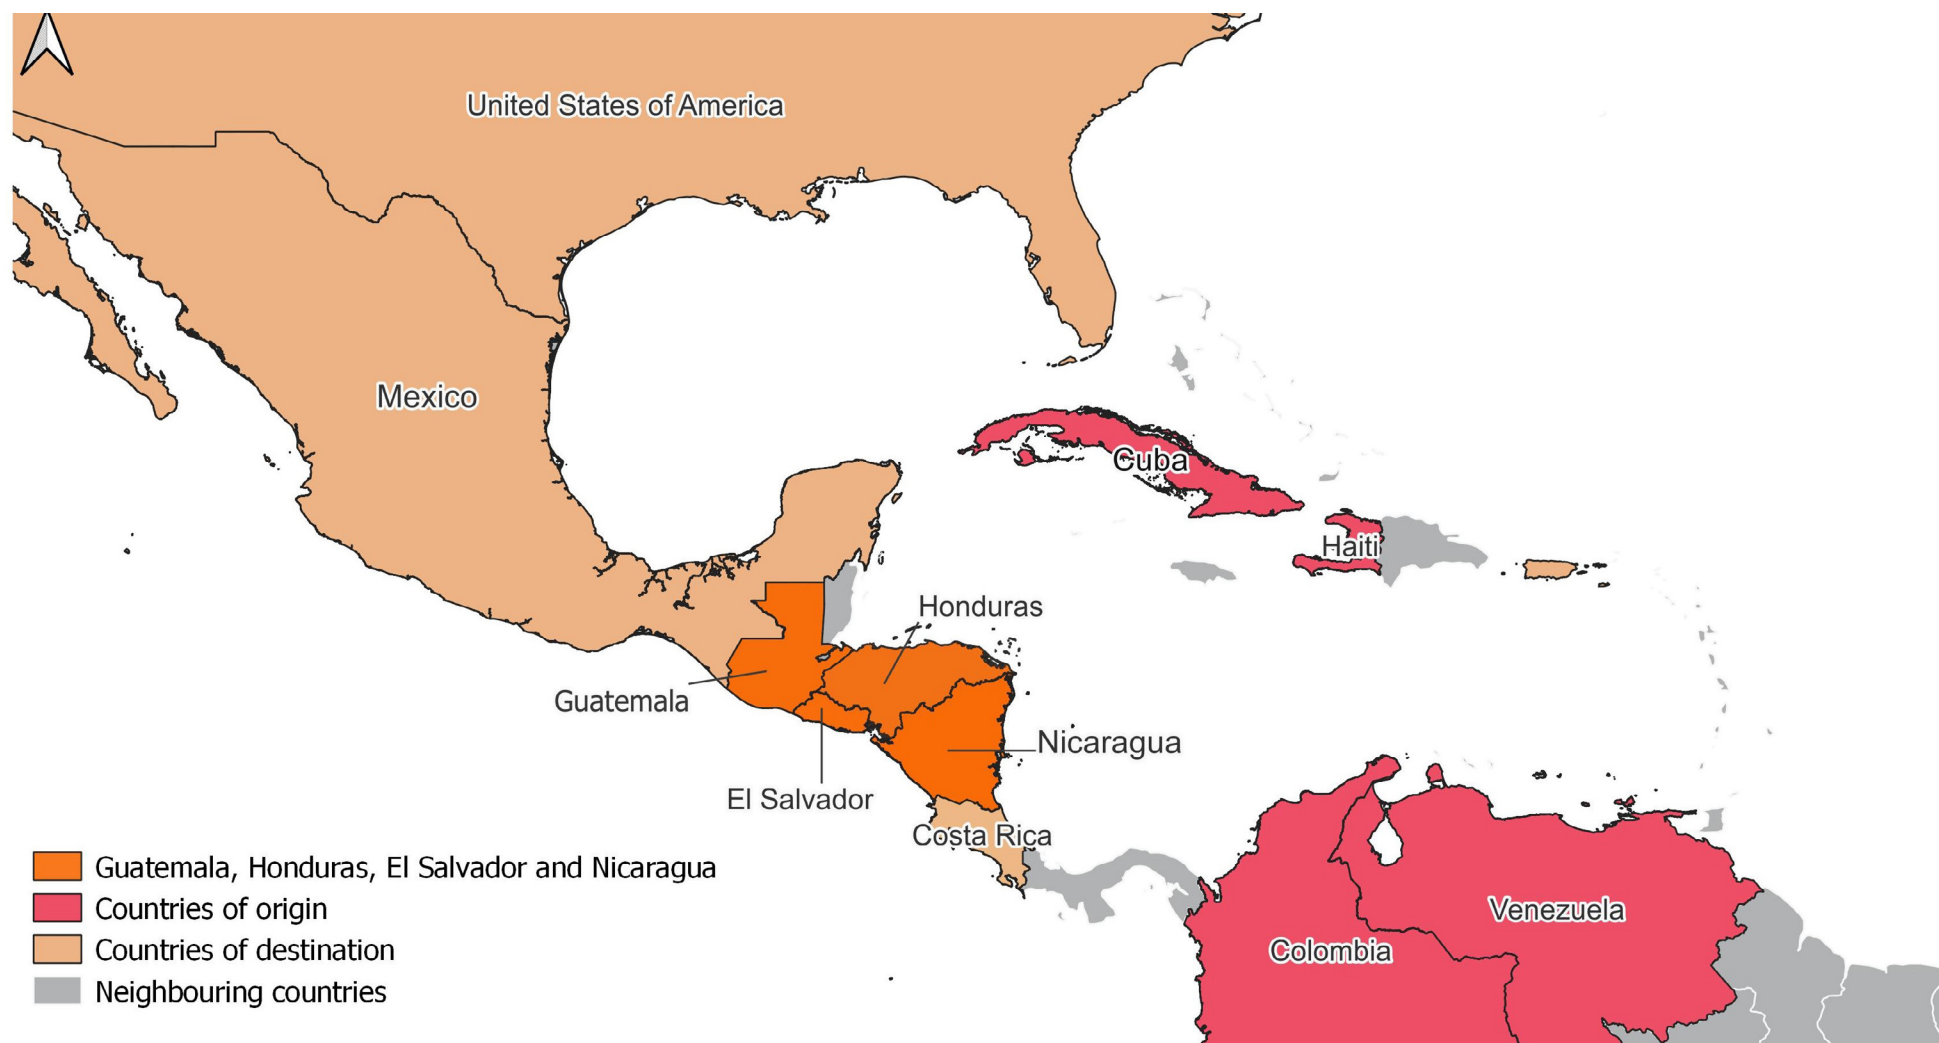 United States of America
Mexico
Cuba
Haiti
Honduras
Guatemala
Nicaragua
El Salvador
Costa Rica
Venezuela
Colombia
Guatemala, Honduras, El Salvador and Nicaragua
Countries of origin
Countries of destination
Neighbouring countries